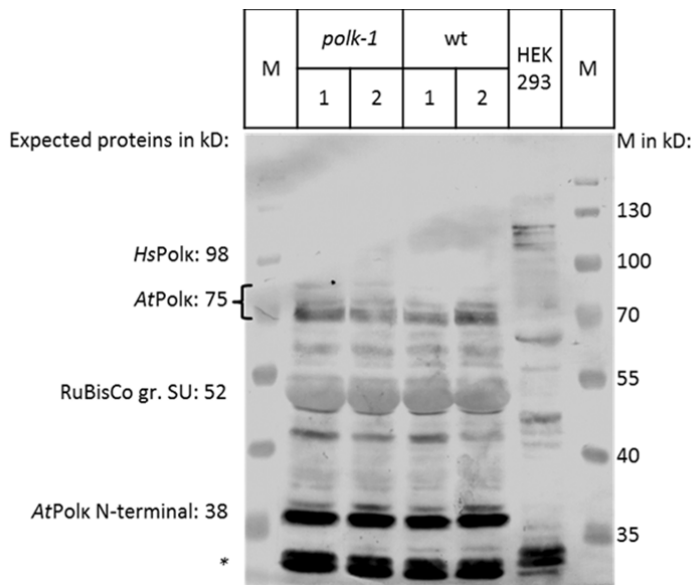 M
polk-1
wt
HEK
293
M
1
2
1
2
Expected proteins in kD:
M in kD:
130
HsPolκ: 98
100
AtPolκ: 75
70
55
RuBisCo gr. SU: 52
40
AtPolκ N-terminal: 38
35
*